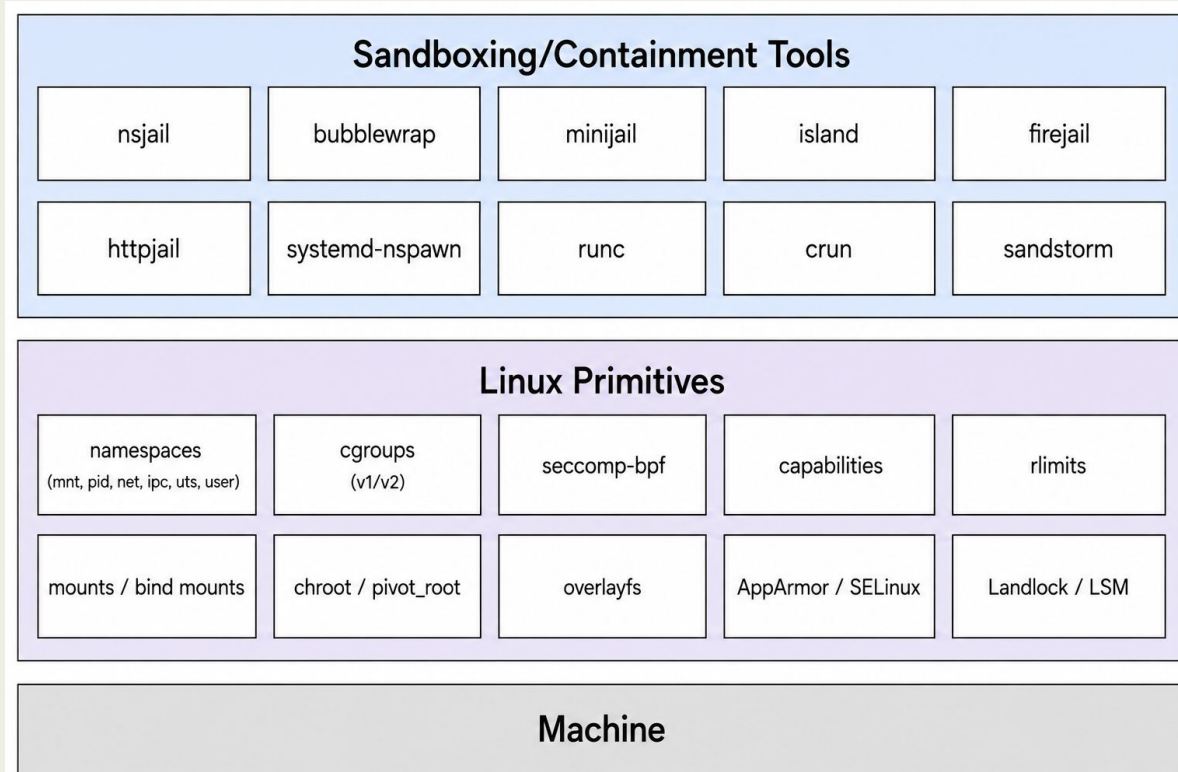 Sandboxing/Containment Tools
nsjail
bubblewrap
minijail
island
firejail
httpjail
systemd-nspawn
runc
crun
sandstorm
Linux Primitives
namespaces
(mnt, pid, net, ipc, uts, user)
cgroups
(v1/v2)
seccomp-bpf
capabilities
rlimits
mounts / bind mounts
chroot / pivot_root
overlayfs
AppArmor / SELinux
Landlock / LSM
Machine